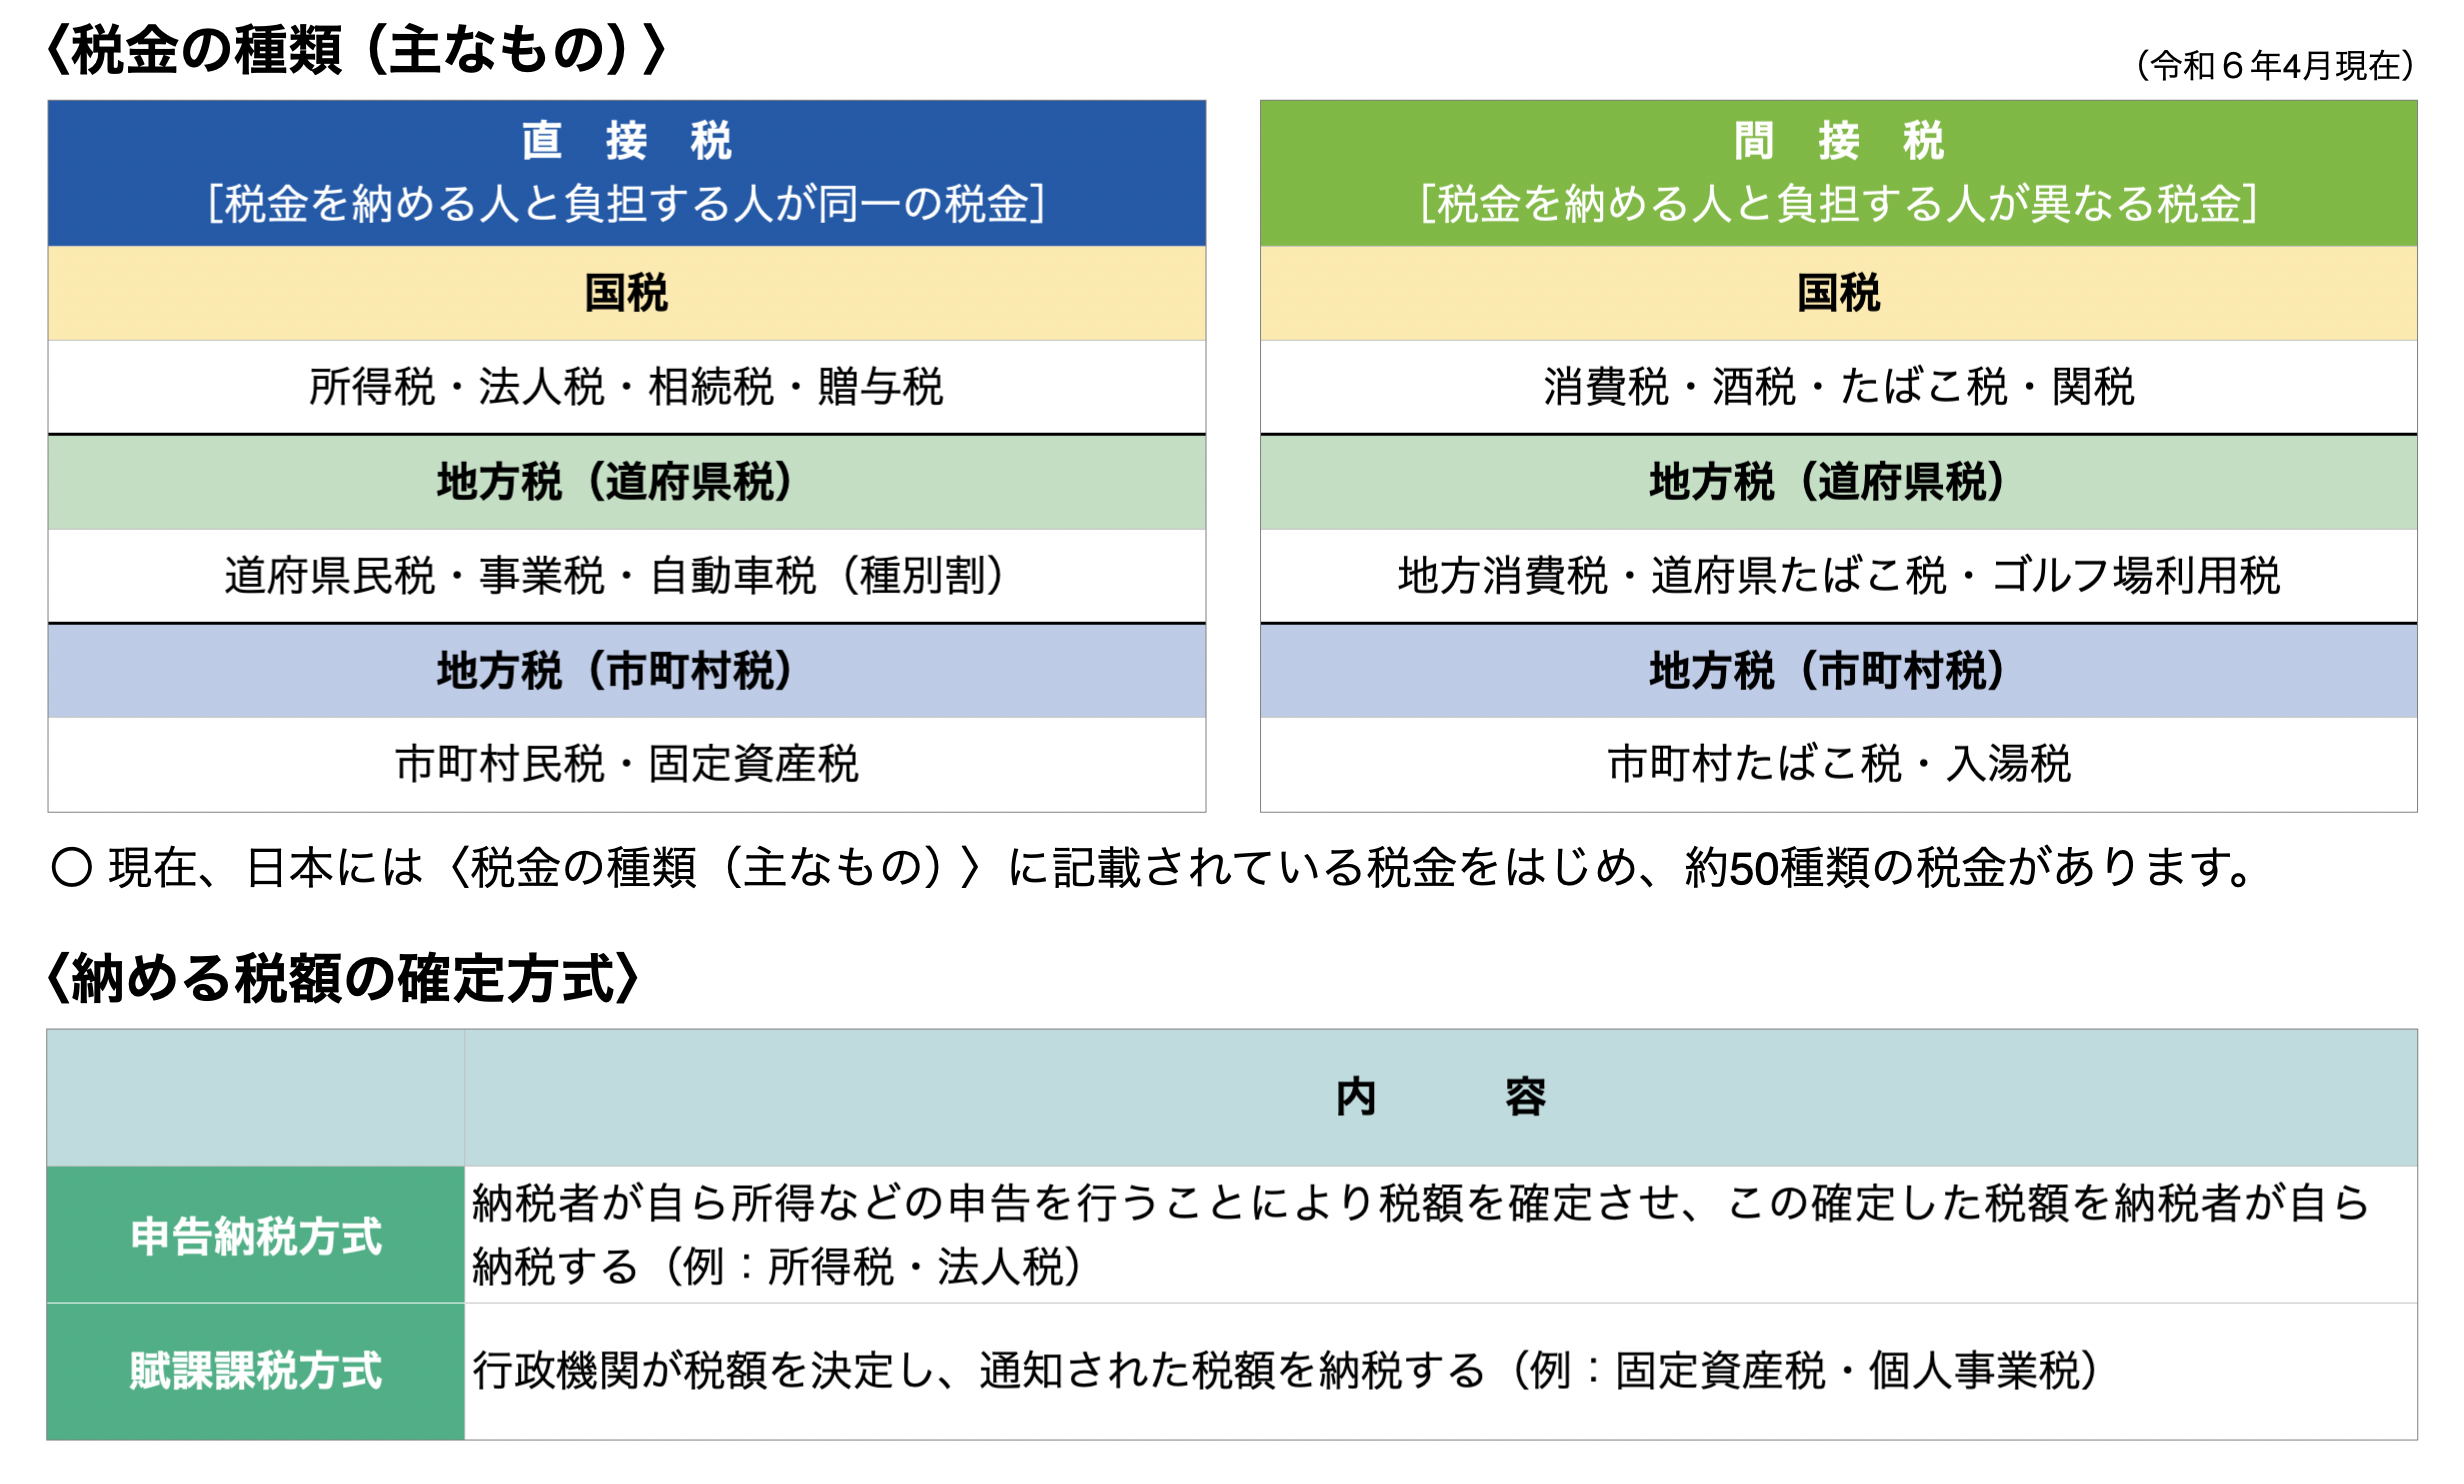 〈税金の種類（主なもの）〉
（令和６年4月現在）
直　接　税
［税金を納める人と負担する人が同一の税金］
国税
所得税・法人税・相続税・贈与税
地方税（道府県税）
道府県民税・事業税・自動車税（種別割）
地方税（市町村税）
市町村民税・固定資産税
間　接　税
［税金を納める人と負担する人が異なる税金］
国税
消費税・酒税・たばこ税・関税
地方税（道府県税）
地方消費税・道府県たばこ税・ゴルフ場利用税
地方税（市町村税）
市町村たばこ税・入湯税
〇 現在、日本には〈税金の種類（主なもの）〉に記載されている税金をはじめ、約50種類の税金があります。
〈納める税額の確定方式〉
内　　　容
申告納税方式
納税者が自ら所得などの申告を行うことにより税額を確定させ、この確定した税額を納税者が自ら
納税する（例：所得税・法人税）
賦課課税方式
行政機関が税額を決定し、通知された税額を納税する（例：固定資産税・個人事業税）